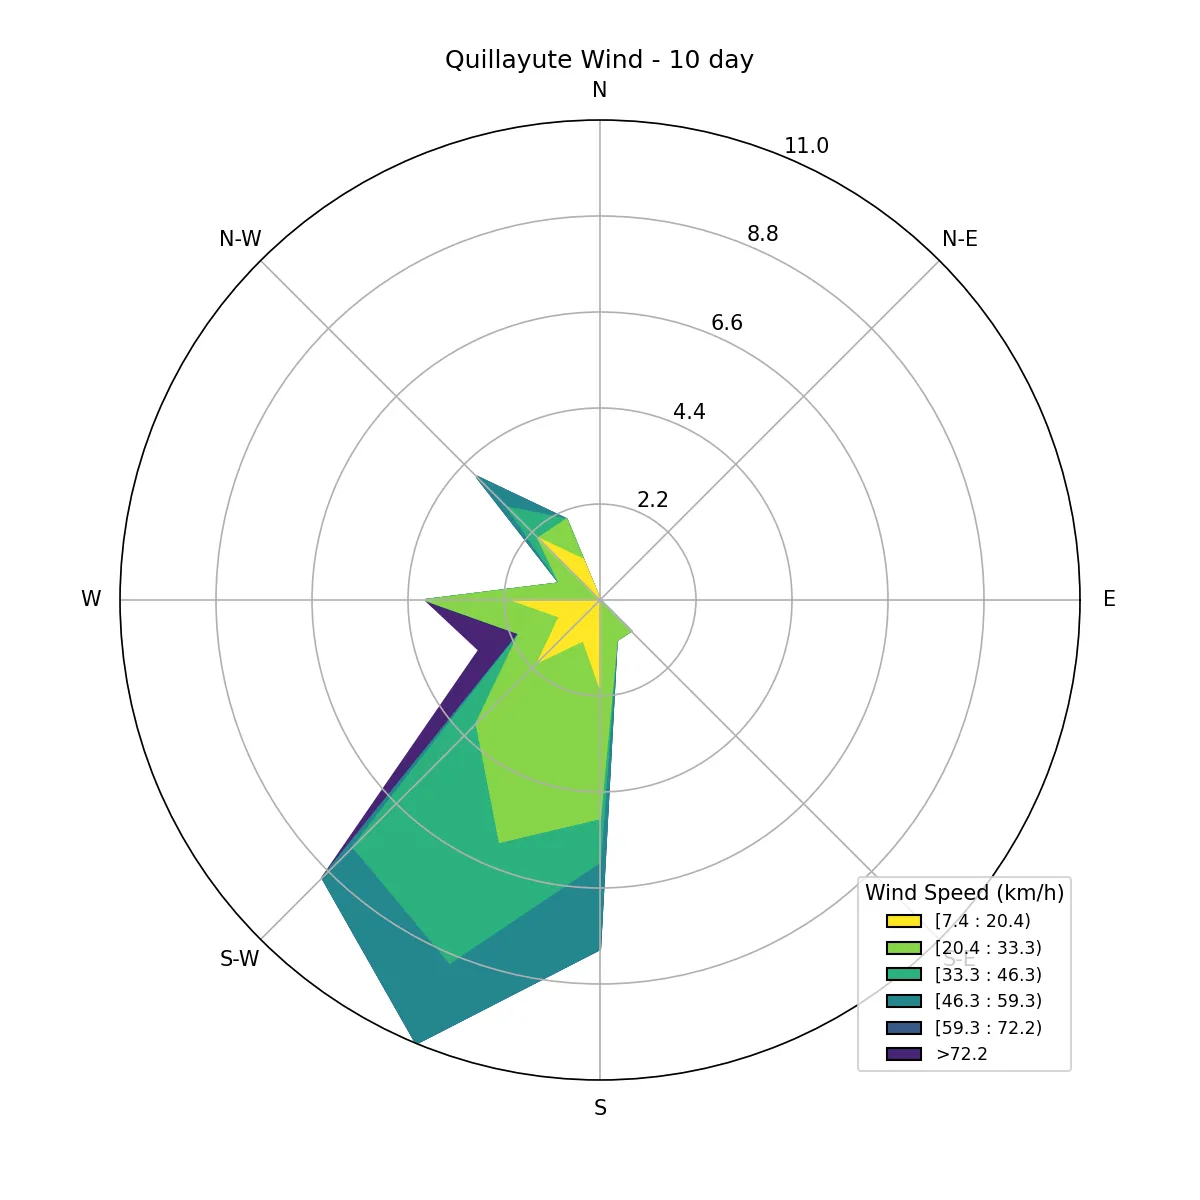 Quillayute Wind - 10 day
N
11.0
N-W
8.8
N-E
6.6
4.4
2.2
W
E
S-W
S-E
S
Wind Speed (km/h)
[7.4 : 20.4)
[20.4 : 33.3)
[33.3 : 46.3)
[46.3 : 59.3)
[59.3 : 72.2)
>72.2